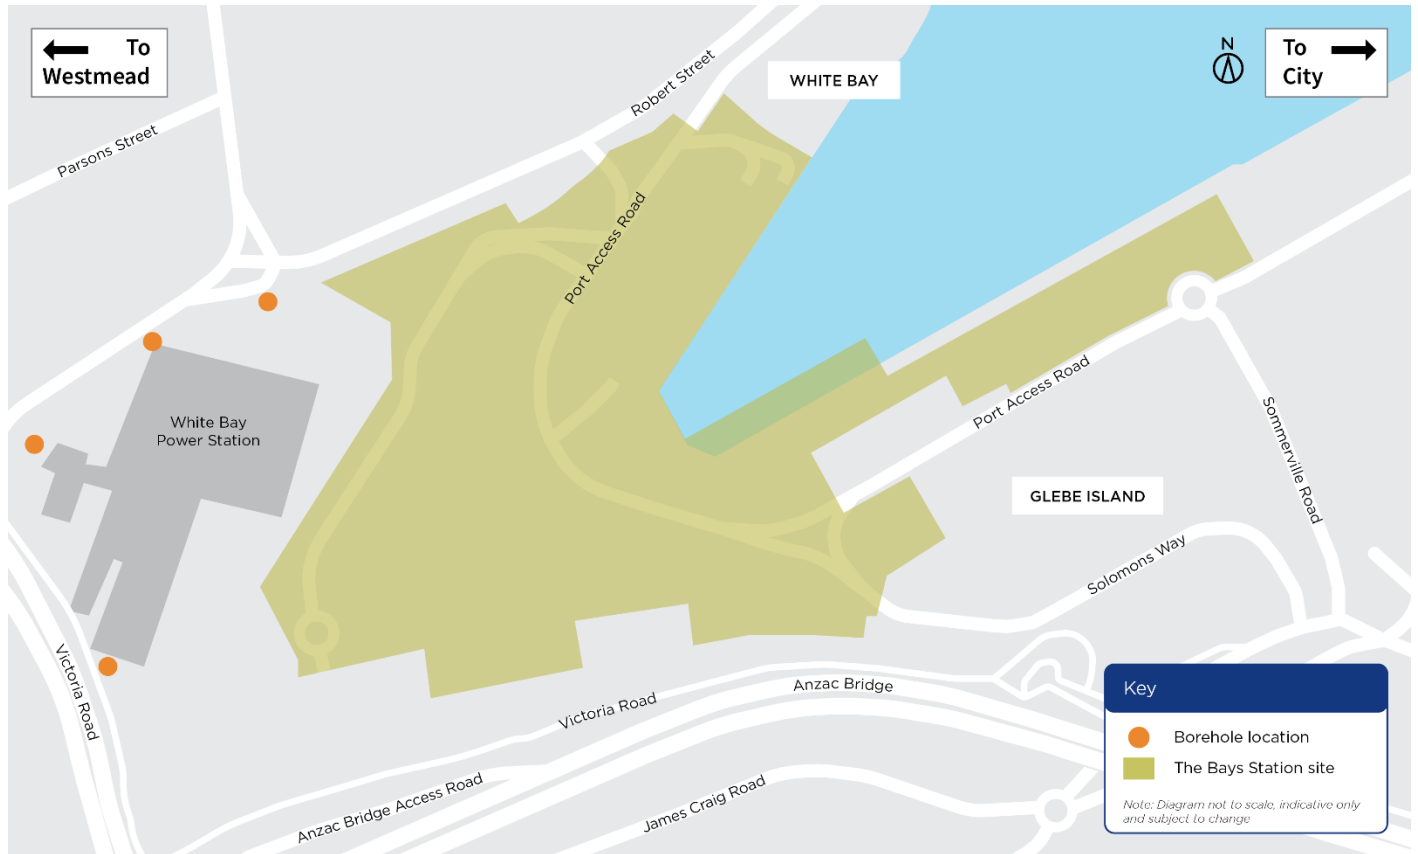 To
Westmead
WHITE BAY
N
To
City
Robert Street
Parsons Street
Port Access Road
White Bay
Power Station
Port Access Road
Sommerville Road
GLEBE ISLAND
Solomons Way
Victoria Road
Victoria Road
Anzac Bridge
Anzac Bridge Access Road
James Craig Road
Key
Borehole location
The Bays Station site
Note: Diagram not to scale, indicative only
and subject to change